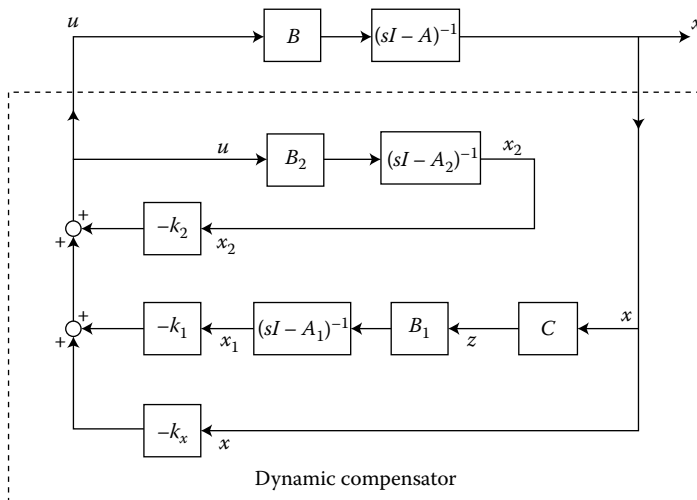 u
B
(sI – A)⁻¹
x
u
B₂
(sI – A₂)⁻¹
x₂
+
+
–k₂
x₂
+
+
–k₁
x₁
(sI – A₁)⁻¹
B₁
z
C
x
–kₓ
x
Dynamic compensator